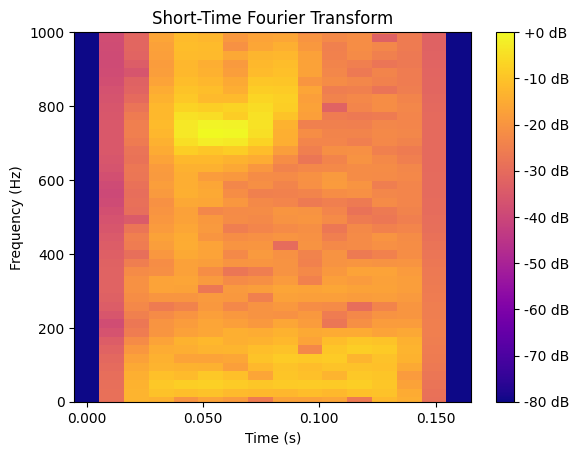 Short-Time Fourier Transform
1000
800
600
400
200
0
Frequency (Hz)
0.000
0.050
0.100
0.150
Time (s)
+0 dB
-10 dB
-20 dB
-30 dB
-40 dB
-50 dB
-60 dB
-70 dB
-80 dB